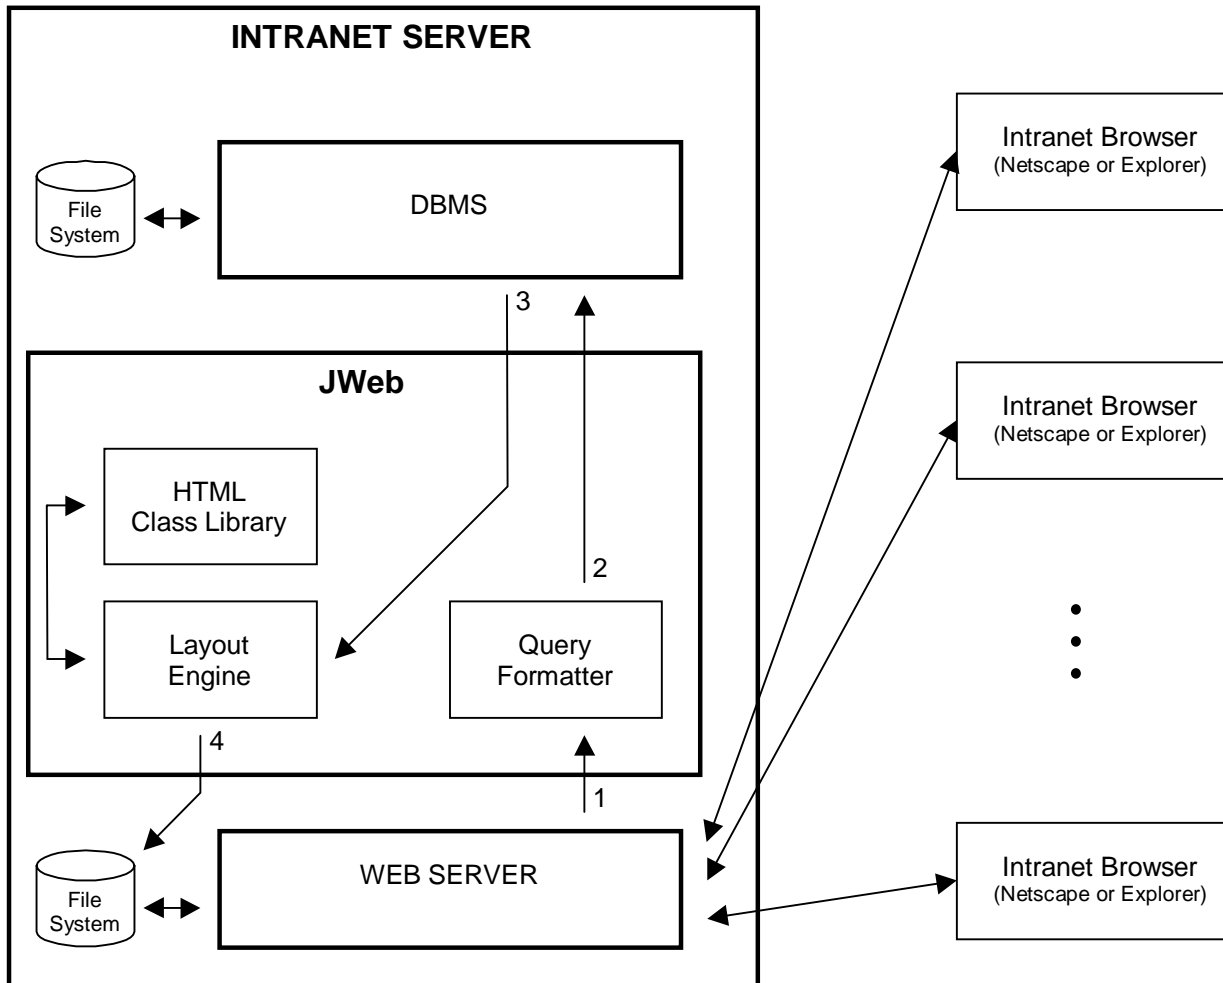 INTRANET SERVER
Intranet Browser
(Netscape or Explorer)
DBMS
File
System
3
JWeb
Intranet Browser
(Netscape or Explorer)
HTML
Class Library
2
Layout
Engine
Query
Formatter
4
1
WEB SERVER
File
System
Intranet Browser
(Netscape or Explorer)